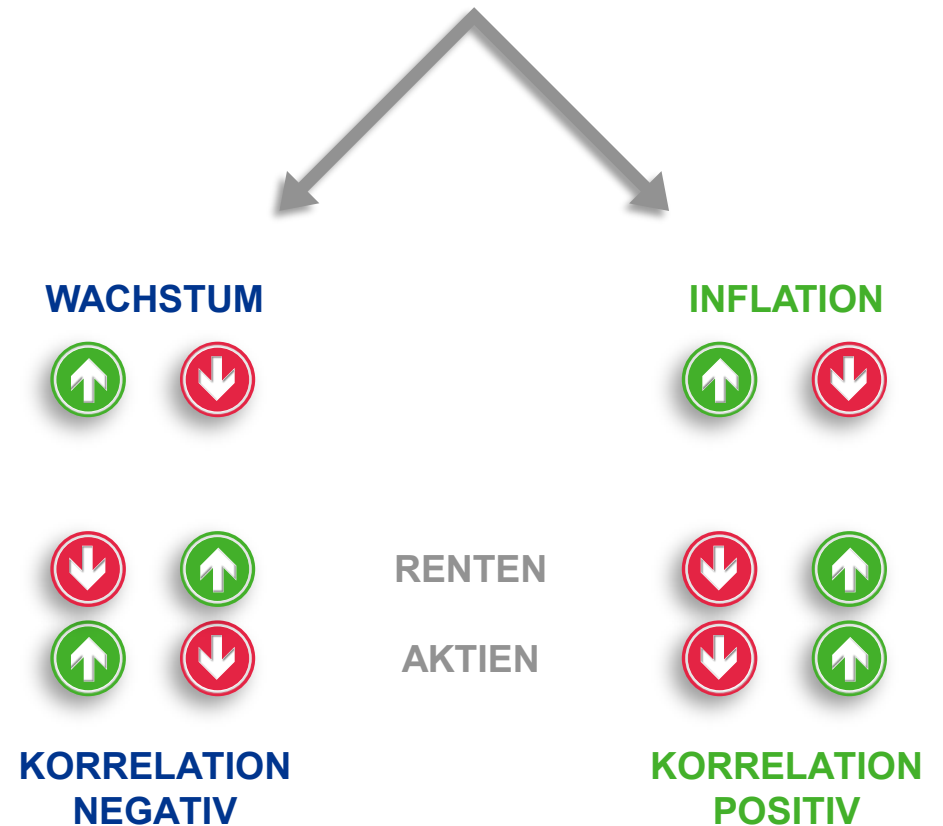 WACHSTUM
INFLATION
RENTEN
AKTIEN
KORRELATION
NEGATIV
KORRELATION
POSITIV